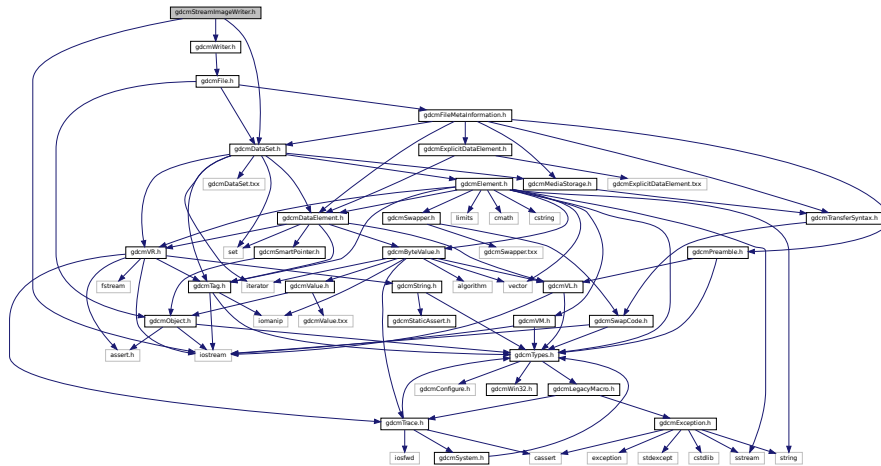 gdcmStreamImageWriter.h
gdcmWriter.h
gdcmFile.h
gdcmFileMetaInformation.h
gdcmDataSet.h
gdcmExplicitDataElement.h
gdcmDataSet.txx
gdcmElement.h
gdcmMediaStorage.h
gdcmExplicitDataElement.txx
gdcmDataElement.h
gdcmSwapper.h
limits
cmath
cstring
gdcmTransferSyntax.h
gdcmVR.h
set
gdcmSmartPointer.h
gdcmByteValue.h
gdcmSwapper.txx
gdcmPreamble.h
fstream
gdcmTag.h
iterator
gdcmValue.h
gdcmString.h
algorithm
vector
gdcmVL.h
gdcmObject.h
iomanip
gdcmValue.txx
gdcmStaticAssert.h
gdcmVM.h
gdcmSwapCode.h
assert.h
iostream
gdcmTypes.h
gdcmConfigure.h
gdcmWin32.h
gdcmLegacyMacro.h
gdcmTrace.h
gdcmException.h
iosfwd
gdcmSystem.h
cassert
exception
stdexcept
cstdlib
sstream
string